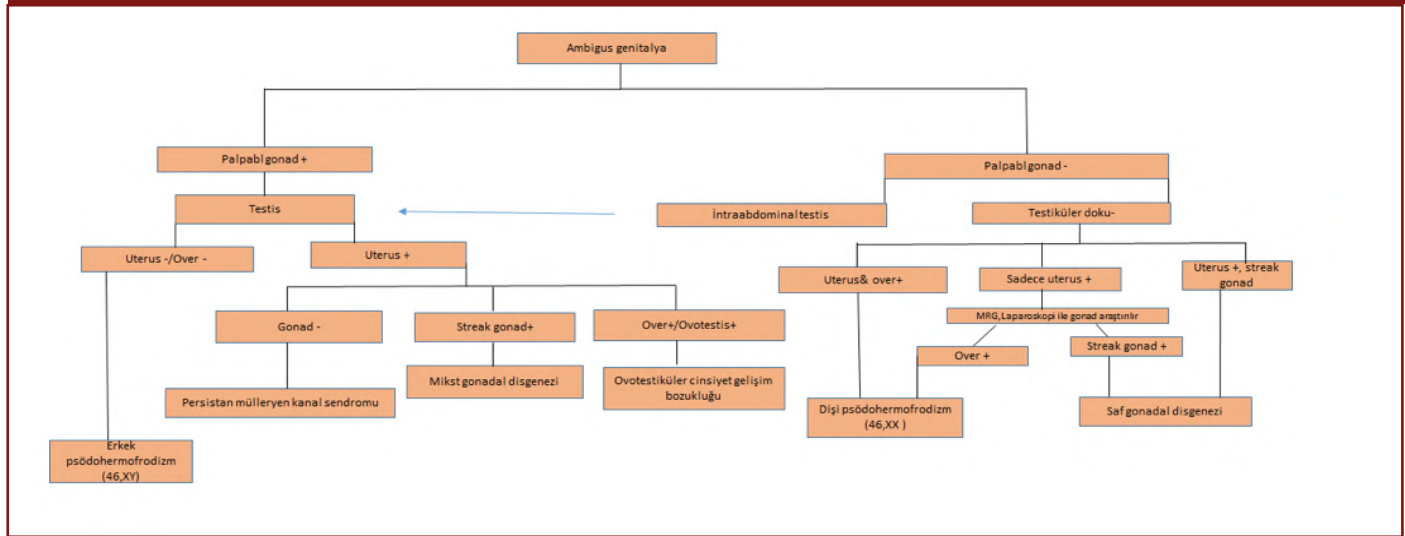 Ambigus genitalya
Palpabl gonad +
Testis
Uterus -/Over -
Uterus +
Gonad -
Streak gonad+
Over+/Ovotestis+
Persistan mülleryen kanal sendromu
Mikst gonadal disgenezi
Ovotestiküler cinsiyet gelişim
bozukluğu
Erkek
psödohermofrodizm
(46,XY)
Palpabl gonad -
İntraabdominal testis
Testiküler doku-
Uterus& over+
Sadece uterus +
Uterus +, streak
gonad
MRG,Laparoskopi ile gonad araştırılır
Over +
Streak gonad +
Dişi psödohermofrodizm
(46,XX )
Saf gonadal disgenezi